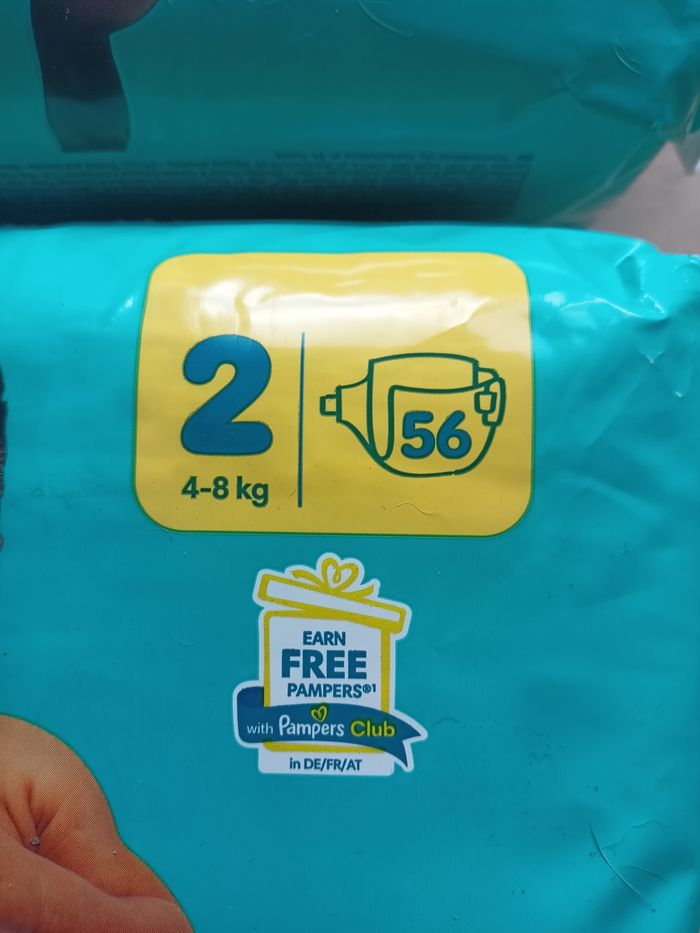 2
56
4-8 kg
EARN
FREE
PAMPERS®¹
with Pampers Club
in DE/FR/AT